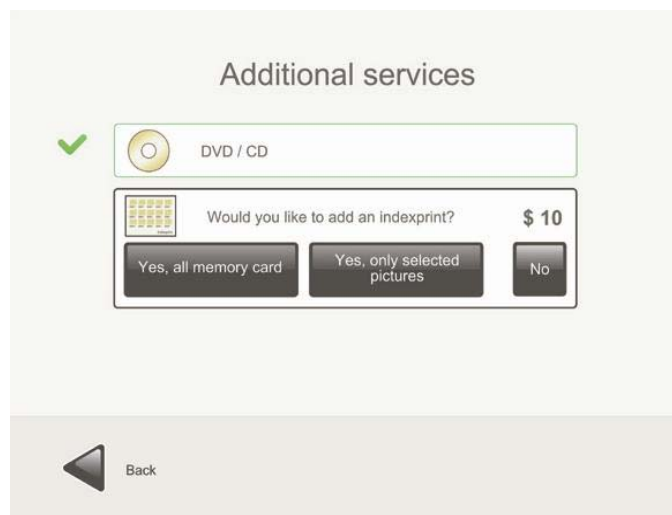 Additional services
DVD / CD
Would you like to add an indexprint?
$ 10
Yes, all memory card
Yes, only selected
pictures
No
Back